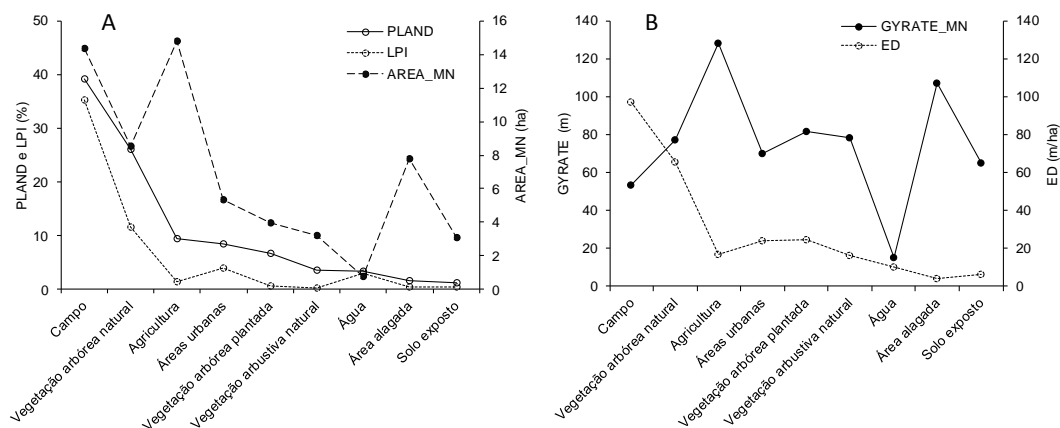 A
PLAND
LPI
AREA_MN
PLAND e LPI (%)
50
40
30
20
10
0
AREA_MN (ha)
16
14
12
10
8
6
4
2
0
Campo
Vegetação arbórea natural
Agricultura
Áreas urbanas
Vegetação arbórea plantada
Vegetação arbustiva natural
Água
Área alagada
Solo exposto
B
GYRATE_MN
ED
GYRATE (m)
140
120
100
80
60
40
20
0
ED (m/ha)
140
120
100
80
60
40
20
0
Campo
Vegetação arbórea natural
Agricultura
Áreas urbanas
Vegetação arbórea plantada
Vegetação arbustiva natural
Água
Área alagada
Solo exposto